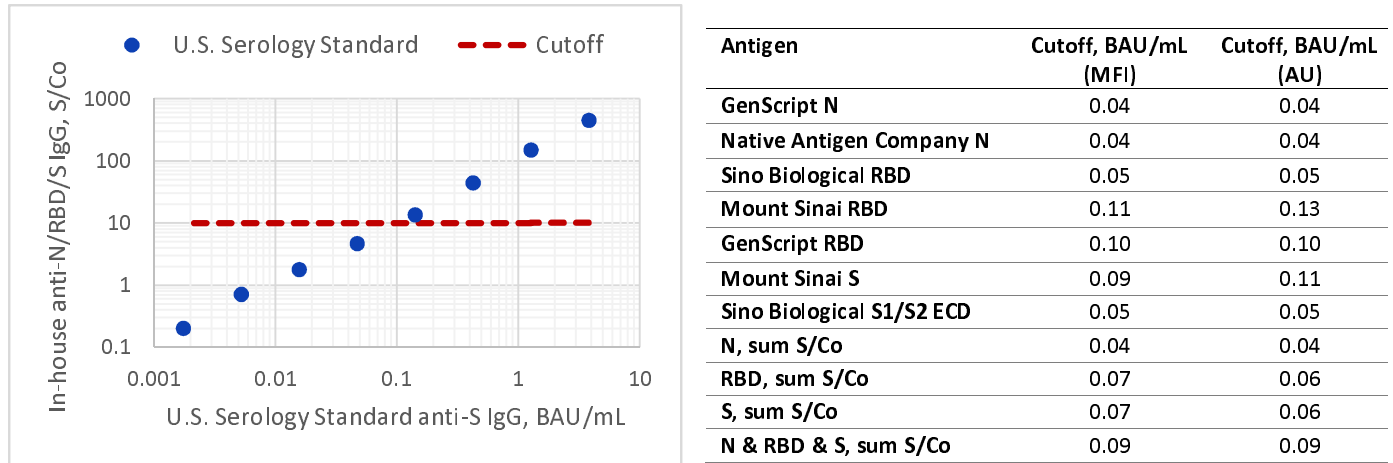 U.S. Serology Standard Cutoff
In-house anti-N/RBD/S IgG, S/Co
1000
100
10
1
0.1
0.001 0.01 0.1 1 10
U.S. Serology Standard anti-S IgG, BAU/mL
Antigen Cutoff, BAU/mL Cutoff, BAU/mL
(MFI) (AU)
GenScript N 0.04 0.04
Native Antigen Company N 0.04 0.04
Sino Biological RBD 0.05 0.05
Mount Sinai RBD 0.11 0.13
GenScript RBD 0.10 0.10
Mount Sinai S 0.09 0.11
Sino Biological S1/S2 ECD 0.05 0.05
N, sum S/Co 0.04 0.04
RBD, sum S/Co 0.07 0.06
S, sum S/Co 0.07 0.06
N & RBD & S, sum S/Co 0.09 0.09